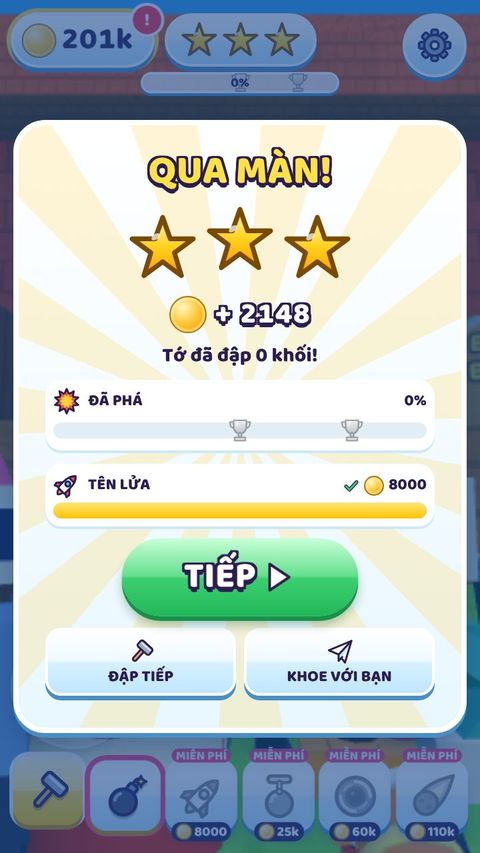 201k
!
0%
QUA MÀN!
+ 2148
Tớ đã đập 0 khối!
ĐÃ PHÁ 0%
TÊN LỬA 8000
TIẾP
ĐẬP TIẾP
KHOE VỚI BẠN
MIỄN PHÍ MIỄN PHÍ MIỄN PHÍ MIỄN PHÍ
8000 25k 60k 110k